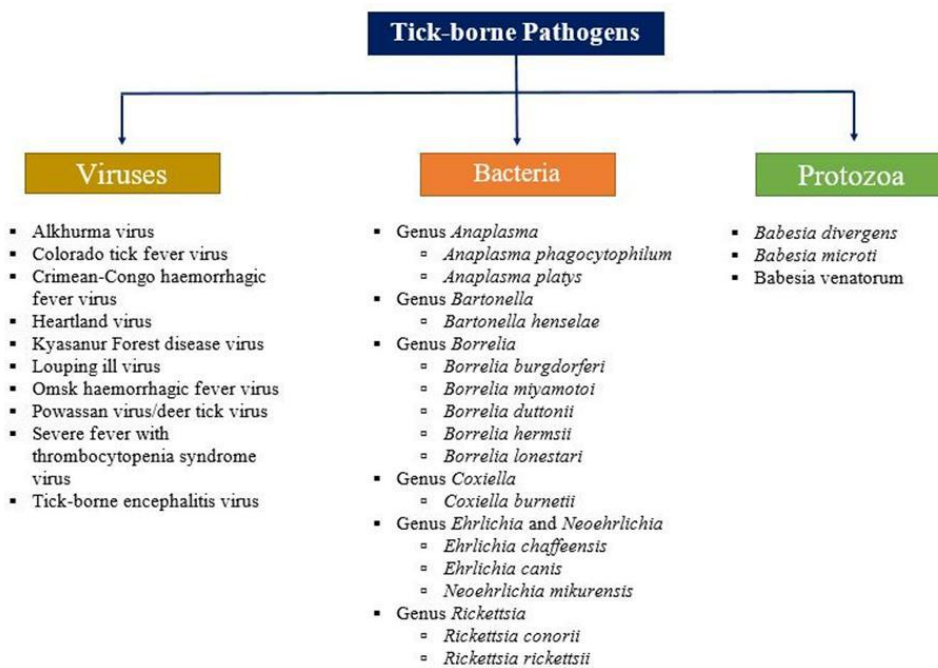 Tick-borne Pathogens
Viruses
▪ Alkhurma virus
▪ Colorado tick fever virus
▪ Crimean-Congo haemorrhagic
fever virus
▪ Heartland virus
▪ Kyasanur Forest disease virus
▪ Louping ill virus
▪ Omsk haemorrhagic fever virus
▪ Powassan virus/deer tick virus
▪ Severe fever with
thrombocytopenia syndrome
virus
▪ Tick-borne encephalitis virus
Bacteria
▪ Genus Anaplasma
▫ Anaplasma phagocytophilum
▫ Anaplasma platys
▪ Genus Bartonella
▫ Bartonella henselae
▪ Genus Borrelia
▫ Borrelia burgdorferi
▫ Borrelia miyamotoi
▫ Borrelia duttonii
▫ Borrelia hermsii
▫ Borrelia lonestari
▪ Genus Coxiella
▫ Coxiella burnetii
▪ Genus Ehrlichia and Neoehrlichia
▫ Ehrlichia chaffeensis
▫ Ehrlichia canis
▫ Neoehrlichia mikurensis
▪ Genus Rickettsia
▫ Rickettsia conorii
▫ Rickettsia rickettsii
Protozoa
▪ Babesia divergens
▪ Babesia microti
▪ Babesia venatorum